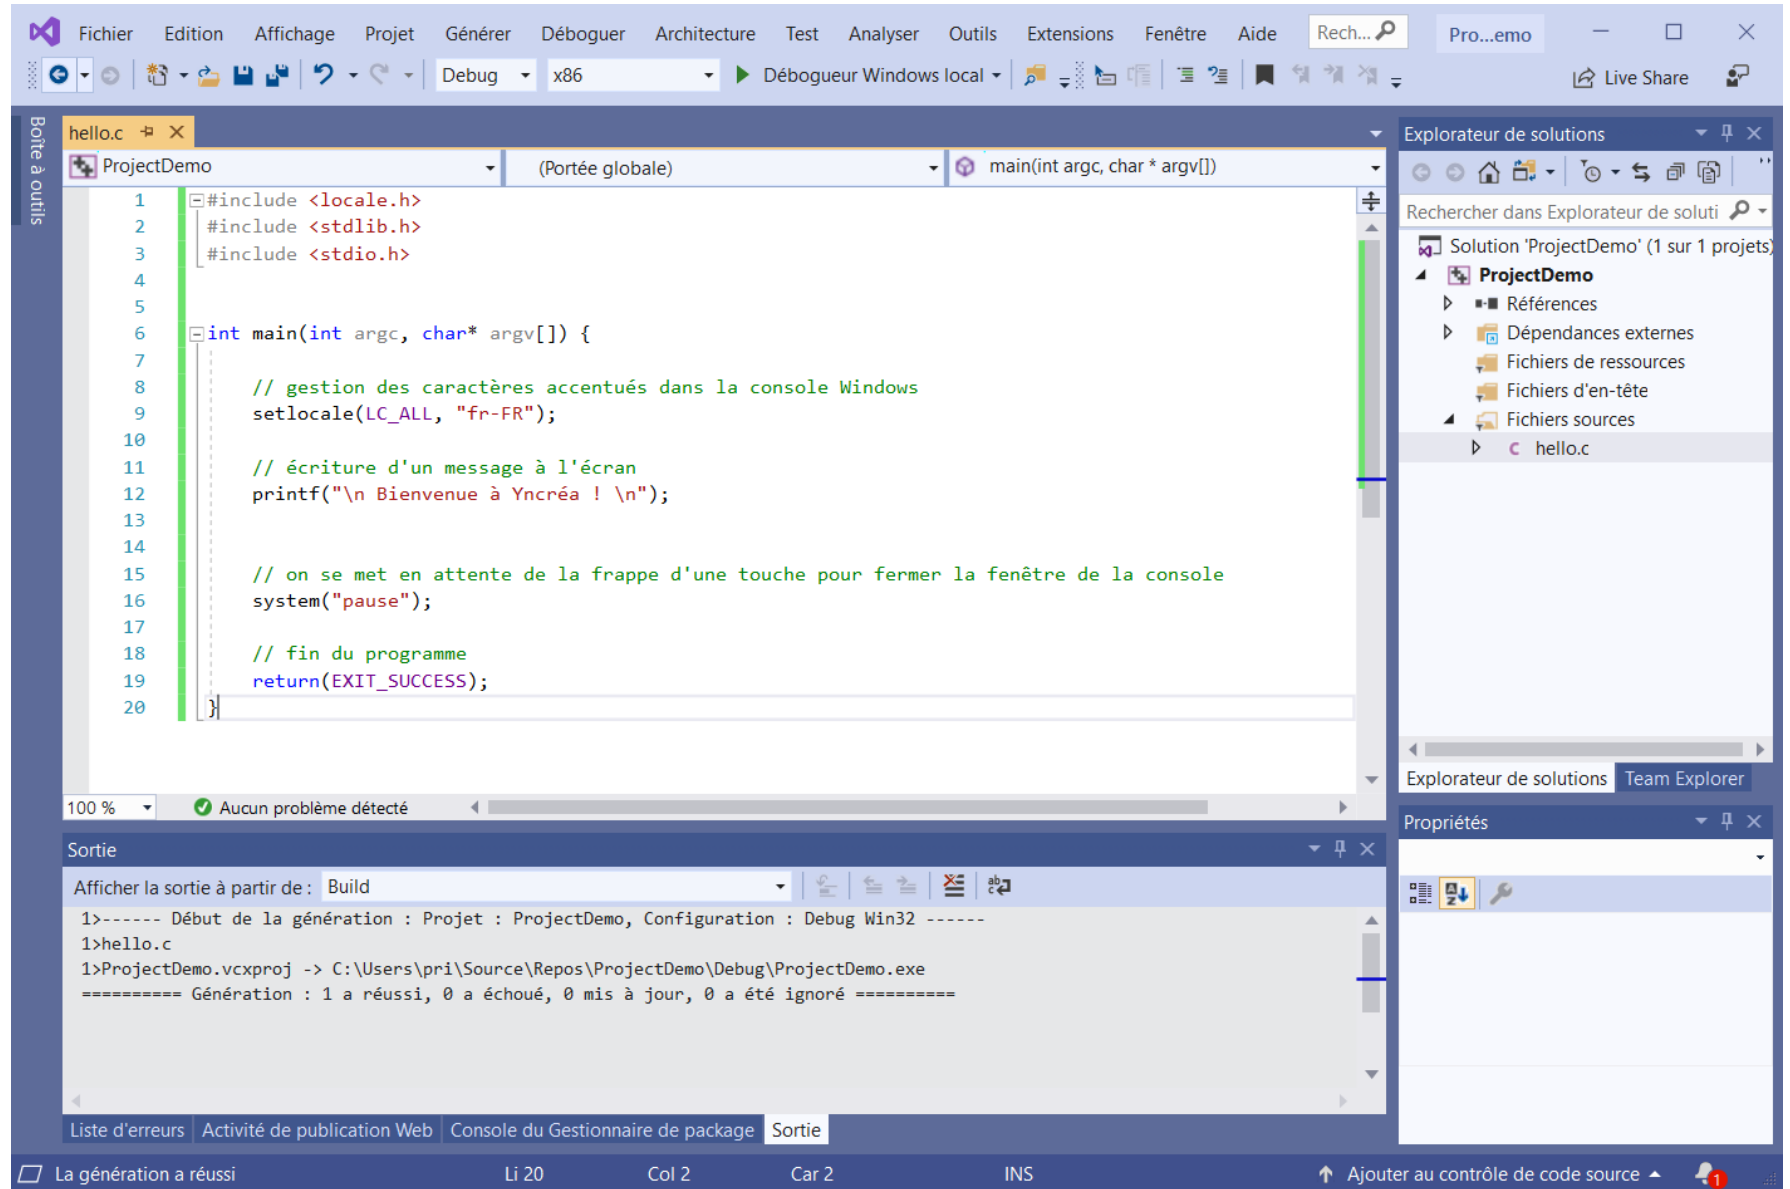 Fichier Edition Affichage Projet Générer Déboguer Architecture Test Analyser Outils Extensions Fenêtre Aide Rech... Pro...emo
Debug x86 Débogueur Windows local Live Share
Boîte à outils
hello.c
ProjectDemo (Portée globale) main(int argc, char * argv[])
1 #include <locale.h>
2 #include <stdlib.h>
3 #include <stdio.h>
4
5
6 int main(int argc, char* argv[]) {
7
8 // gestion des caractères accentués dans la console Windows
9 setlocale(LC_ALL, "fr-FR");
10
11 // écriture d'un message à l'écran
12 printf("\n Bienvenue à Yncréa ! \n");
13
14
15 // on se met en attente de la frappe d'une touche pour fermer la fenêtre de la console
16 system("pause");
17
18 // fin du programme
19 return(EXIT_SUCCESS);
20 }
100 % Aucun problème détecté
Sortie
Afficher la sortie à partir de : Build
1>------ Début de la génération : Projet : ProjectDemo, Configuration : Debug Win32 ------
1>hello.c
1>ProjectDemo.vcxproj -> C:\Users\pri\Source\Repos\ProjectDemo\Debug\ProjectDemo.exe
========== Génération : 1 a réussi, 0 a échoué, 0 mis à jour, 0 a été ignoré ==========
Liste d'erreurs Activité de publication Web Console du Gestionnaire de package Sortie
Explorateur de solutions
Rechercher dans Explorateur de soluti
Solution 'ProjectDemo' (1 sur 1 projets)
ProjectDemo
Références
Dépendances externes
Fichiers de ressources
Fichiers d'en-tête
Fichiers sources
hello.c
Explorateur de solutions Team Explorer
Propriétés
La génération a réussi Li 20 Col 2 Car 2 INS Ajouter au contrôle de code source 1